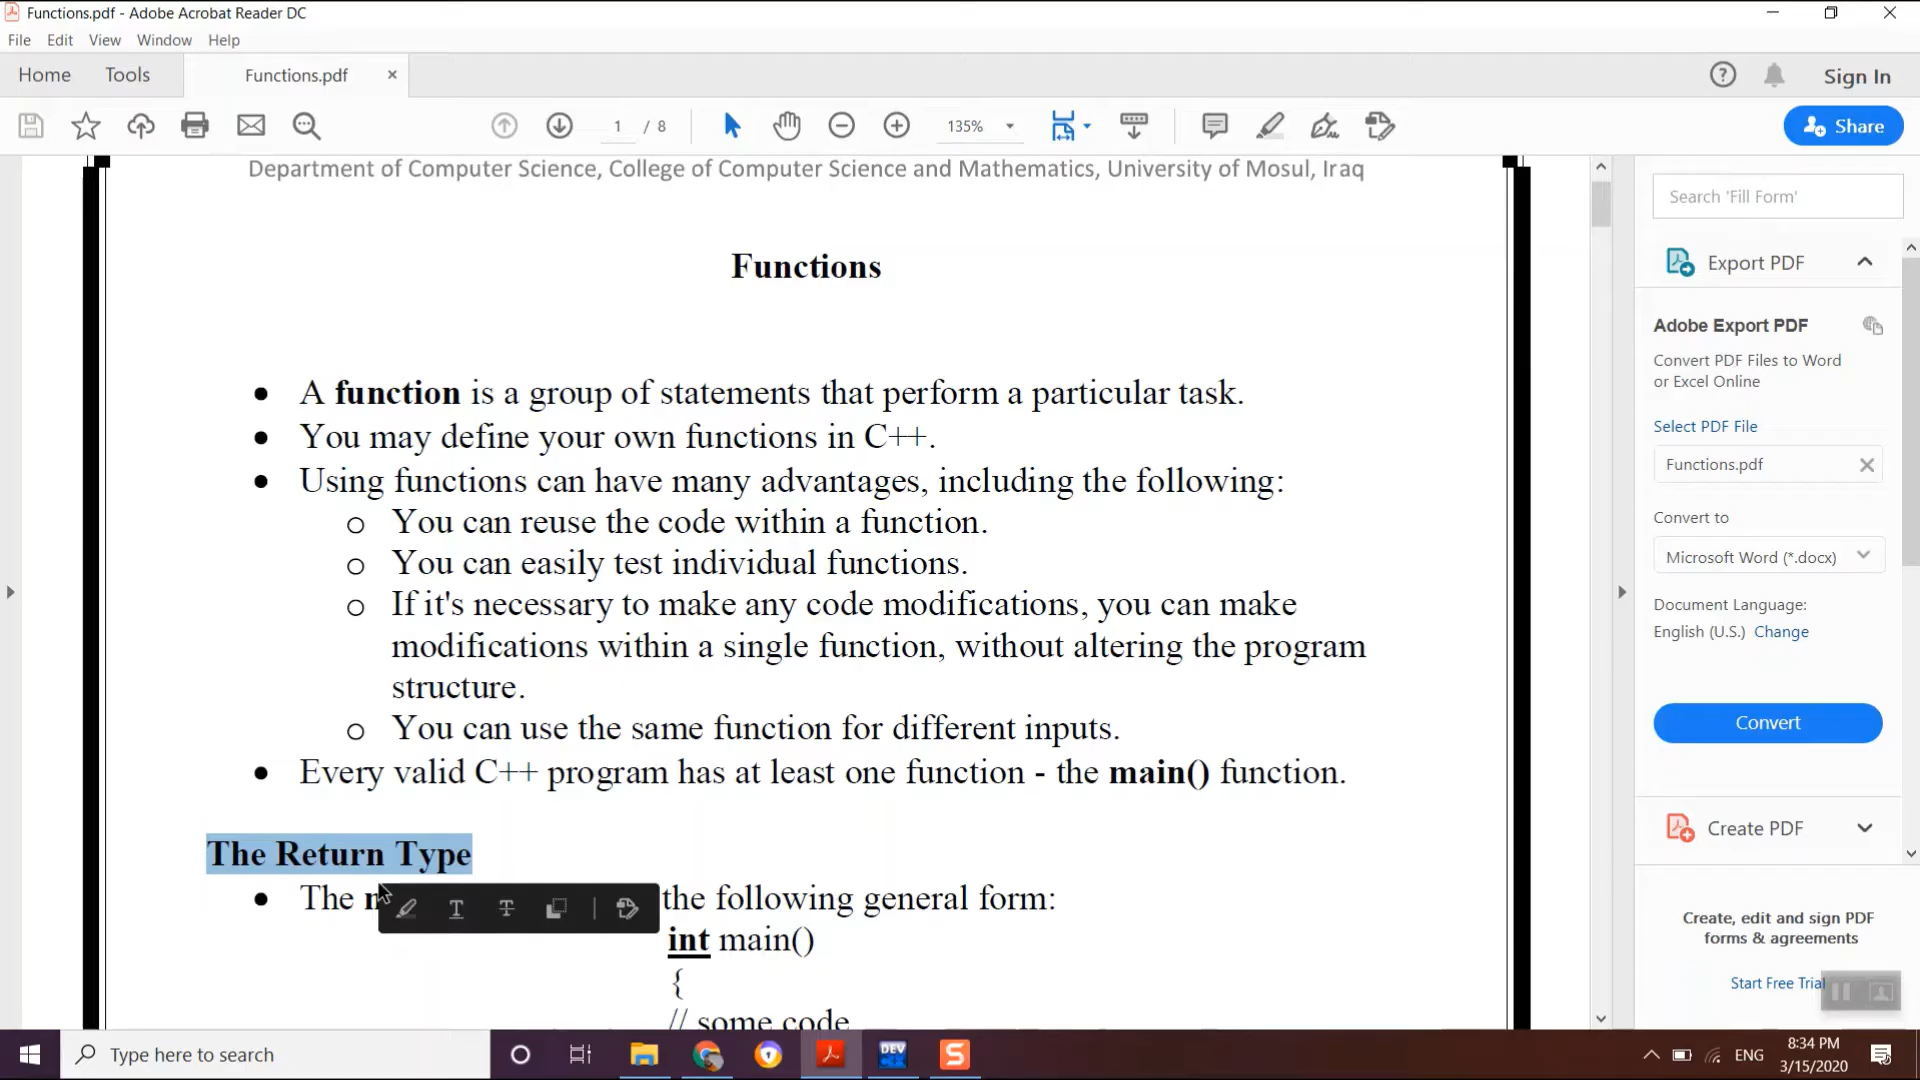 Functions.pdf - Adobe Acrobat Reader DC
File Edit View Window Help
Home Tools Functions.pdf × Sign In
1 / 8 135% Share
Department of Computer Science, College of Computer Science and Mathematics, University of Mosul, Iraq
Functions
• A function is a group of statements that perform a particular task.
• You may define your own functions in C++.
• Using functions can have many advantages, including the following:
o You can reuse the code within a function.
o You can easily test individual functions.
o If it's necessary to make any code modifications, you can make
modifications within a single function, without altering the program
structure.
o You can use the same function for different inputs.
• Every valid C++ program has at least one function - the main() function.
The Return Type
• The the following general form:
int main()
{
// some code
Search 'Fill Form'
Export PDF
Adobe Export PDF
Convert PDF Files to Word
or Excel Online
Select PDF File
Functions.pdf
Convert to
Microsoft Word (*.docx)
Document Language:
English (U.S.) Change
Convert
Create PDF
Create, edit and sign PDF
forms & agreements
Start Free Trial
Type here to search
DEV
S
ENG
8:34 PM
3/15/2020